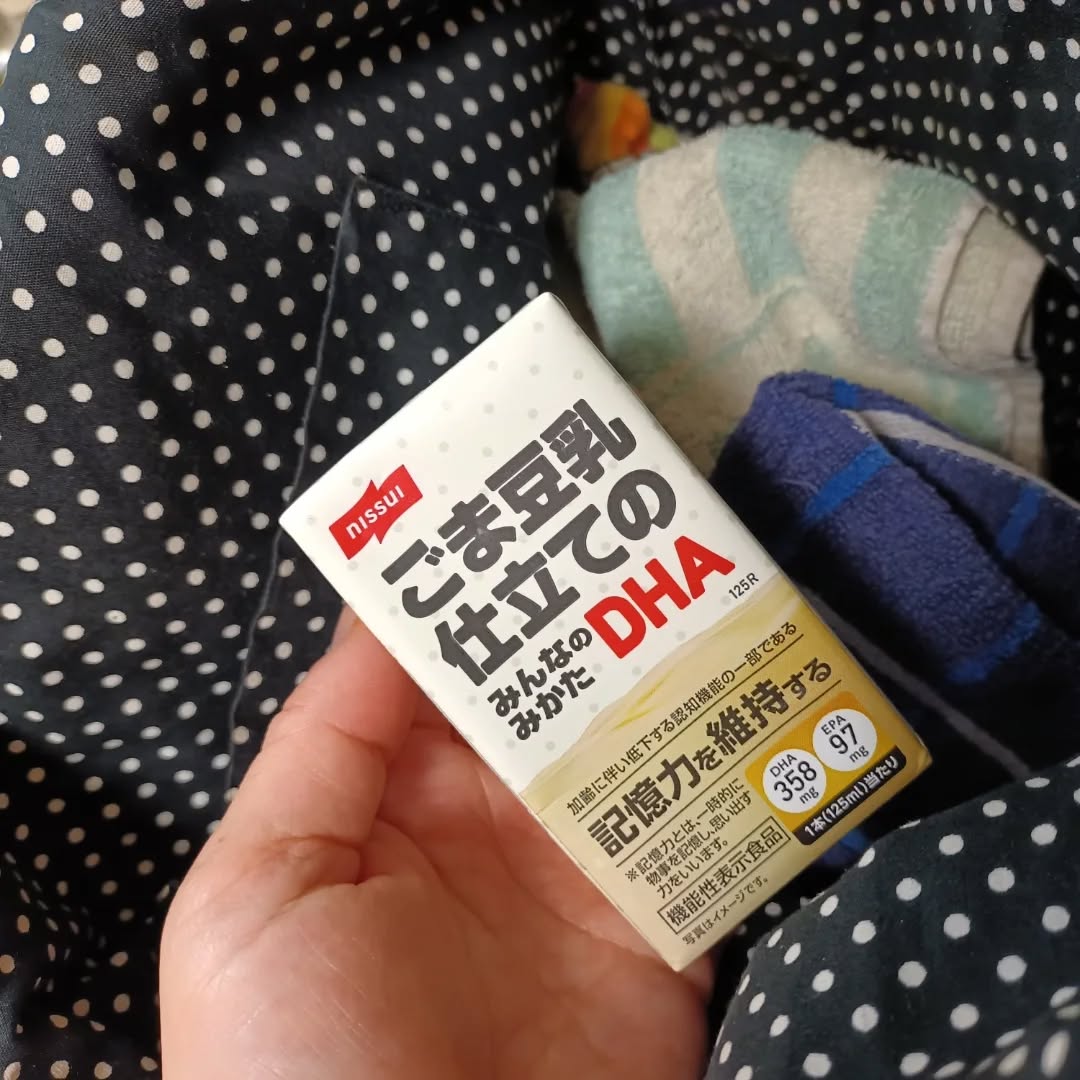 nissui
ごま豆乳
仕立ての
みんなの
みかた
DHA
125R
加齢に伴い低下する認知機能の一部である
記憶力を維持する
※記憶力とは、一時的に
物事を記憶し、思い出す
力をいいます。
機能性表示食品
写真はイメージです。
DHA
358
mg
EPA
97
mg
1本(125ml)当たり